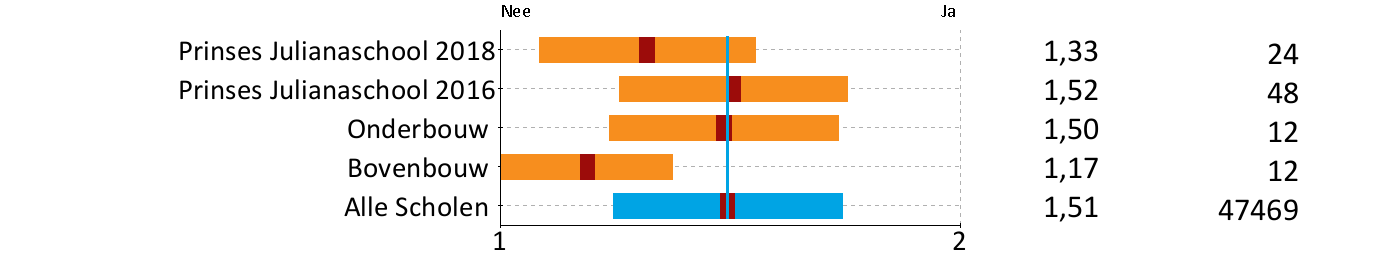 Nee Ja
Prinses Julianaschool 2018 1,33 24
Prinses Julianaschool 2016 1,52 48
Onderbouw 1,50 12
Bovenbouw 1,17 12
Alle Scholen 1,51 47469
1 2